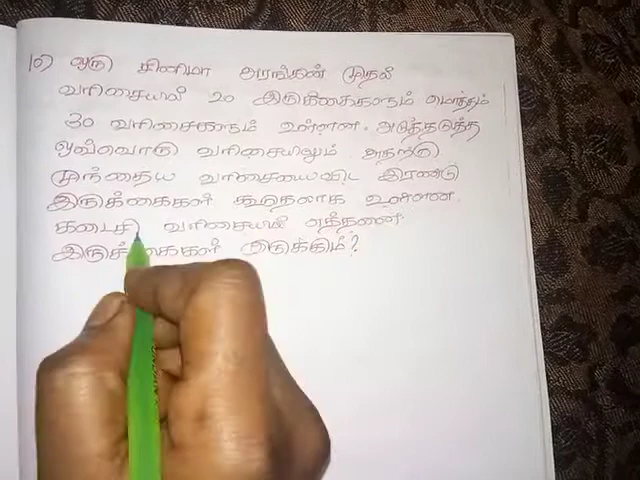 10) ஒரு சினிமா அரங்கின் முதல்
வரிசையில் 20 இருக்கைகளும் மொத்தம்
30 வரிசைகளும் உள்ளன. அடுத்தடுத்த
ஒவ்வொரு வரிசையிலும் அதற்கு
முந்தைய வரிசையைவிட இரண்டு
இருக்கைகள் கூடுதலாக உள்ளன.
கடைசி வரிசையில் எத்தனை
இருக்கைகள் இருக்கும்?